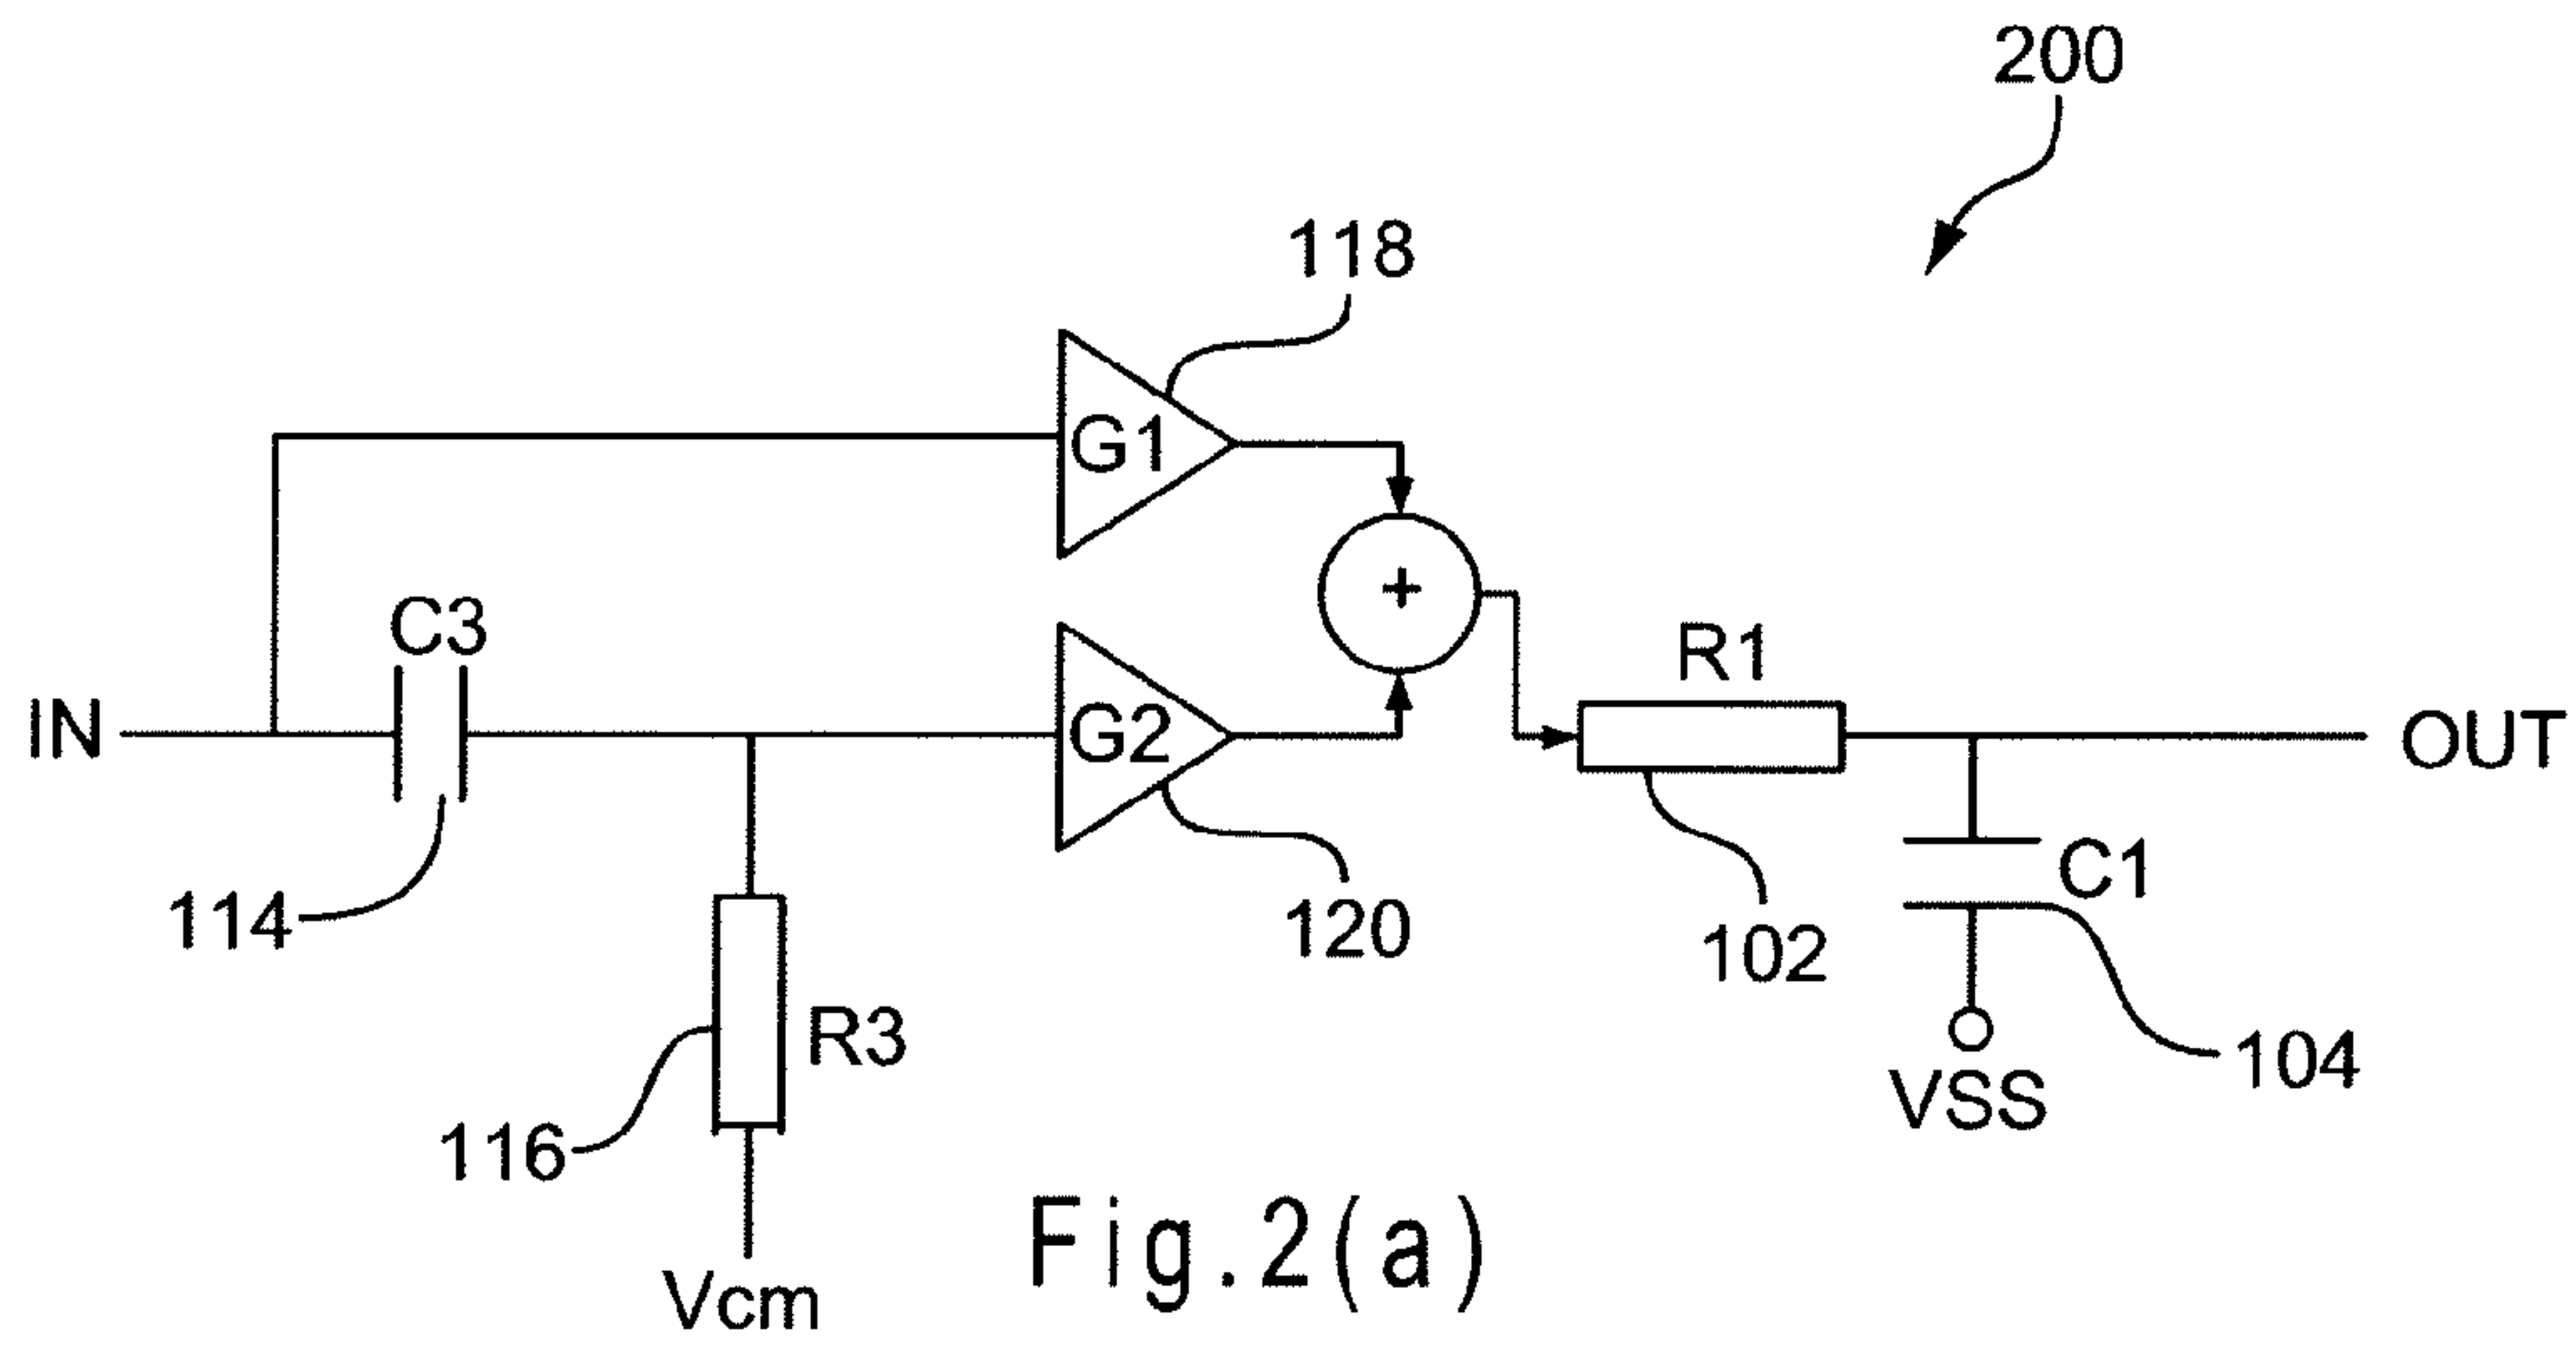 200
118
G1
+
C3
R1
IN
G2
OUT
C1
114
120
102
R3
104
VSS
116
Fig.2(a)
Vcm